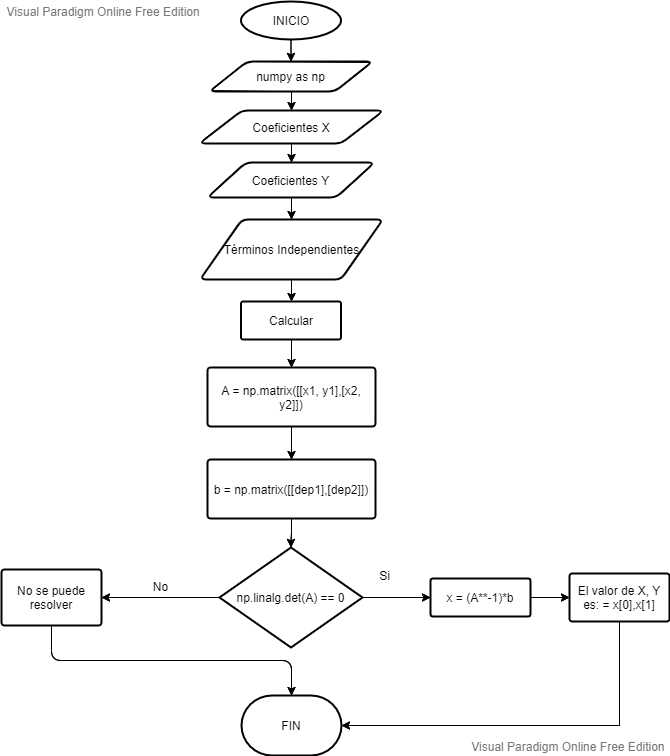 Visual Paradigm Online Free Edition
INICIO
numpy as np
Coeficientes X
Coeficientes Y
Términos Independientes
Calcular
A = np.matrix([[x1, y1],[x2,
y2]])
b = np.matrix([[dep1],[dep2]])
No
Si
No se puede
resolver
np.linalg.det(A) == 0
x = (A**-1)*b
El valor de X, Y
es: = x[0],x[1]
FIN
Visual Paradigm Online Free Edition